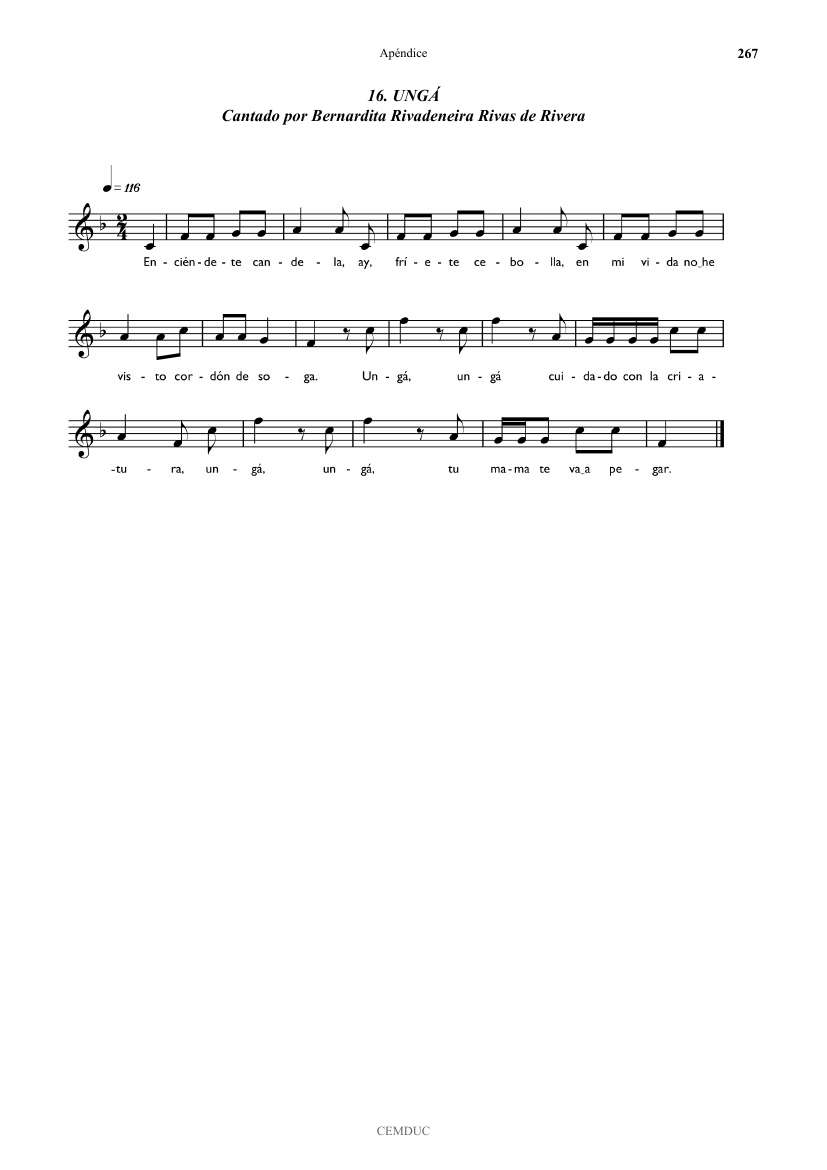 Apéndice 267
16. UNGÁ
Cantado por Bernardita Rivadeneira Rivas de Rivera
= 116
2
4
En - cién - de - te can - de - la, ay, frí - e - te ce - bo - lla, en mi vi - da no_he
vis - to cor - dón de so - ga. Un - gá, un - gá cui - da - do con la cri - a -
-tu - ra, un - gá, un - gá, tu ma - ma te va_a pe - gar.
CEMDUC